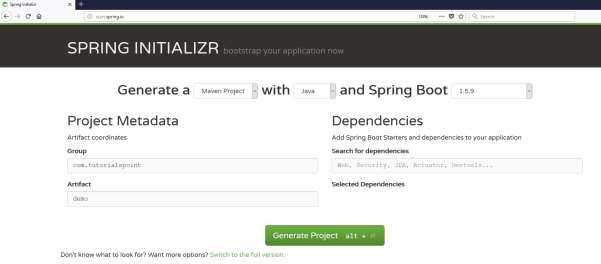 Spring Initializr
start.spring.io
120%
Search
SPRING INITIALIZR bootstrap your application now
Generate a Maven Project with Java and Spring Boot 1.5.9
Project Metadata
Artifact coordinates
Group
com.tutorialspoint
Artifact
demo
Dependencies
Add Spring Boot Starters and dependencies to your application
Search for dependencies
Web, Security, JPA, Actuator, Devtools...
Selected Dependencies
Generate Project alt +
Don't know what to look for? Want more options? Switch to the full version.